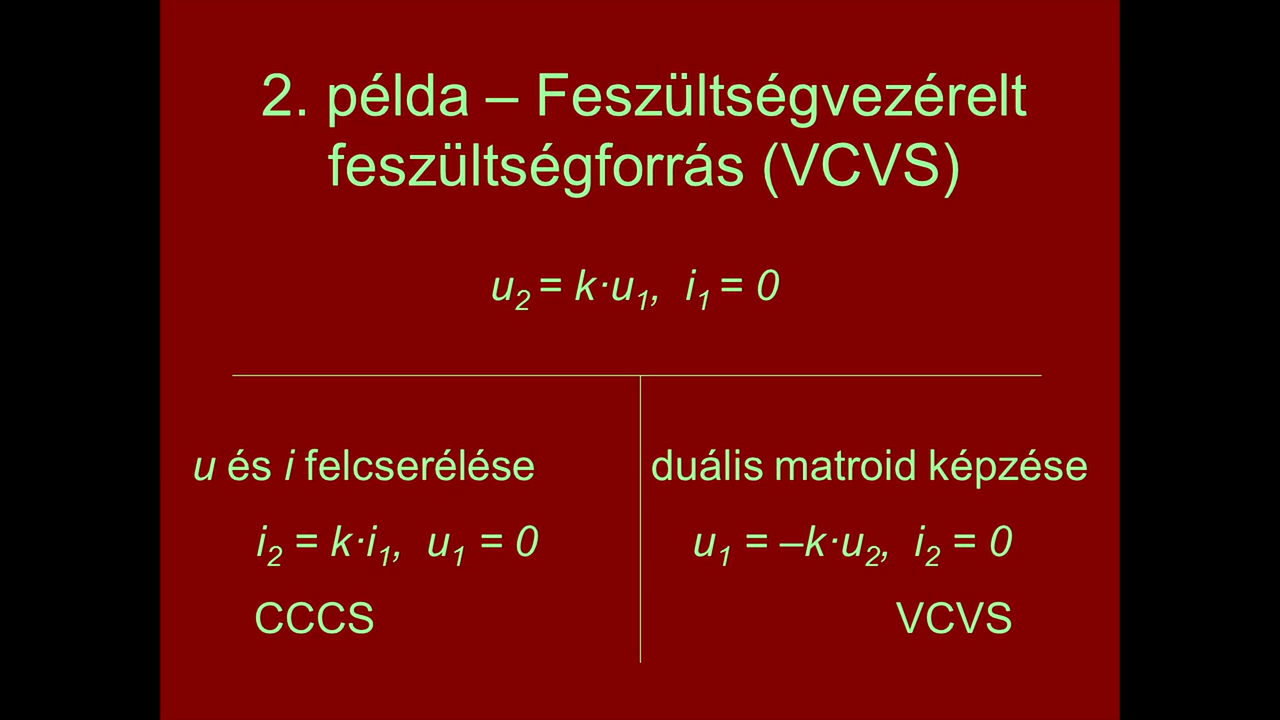 2. példa – Feszültségvezérelt
feszültségforrás (VCVS)
u₂ = k·u₁, i₁ = 0
u és i felcserélése
i₂ = k·i₁, u₁ = 0
CCCS
duális matroid képzése
u₁ = –k·u₂, i₂ = 0
VCVS